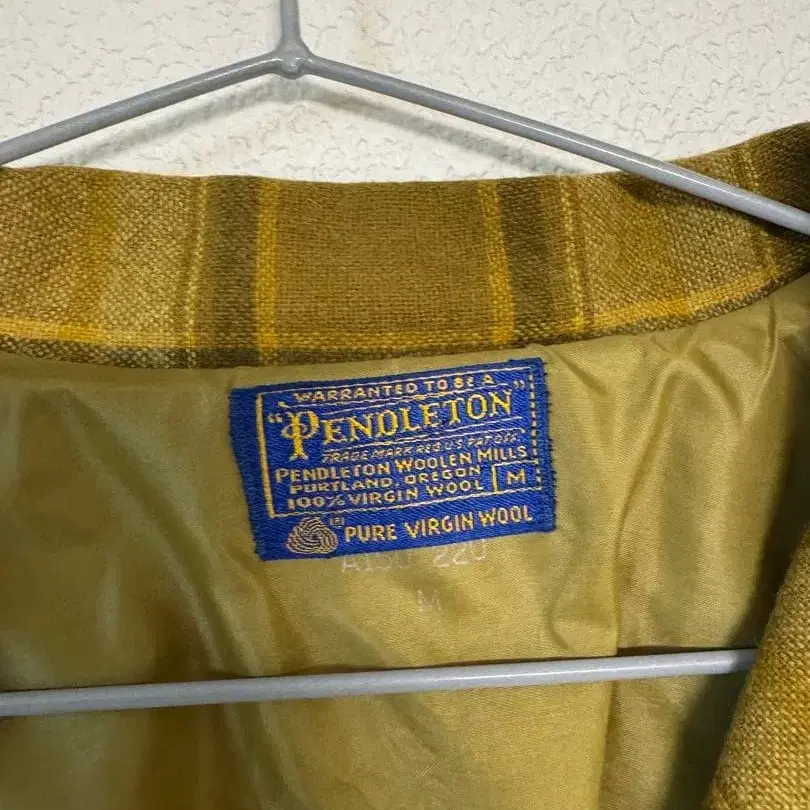 WARRANTED TO BE A
"PENDLETON"
TRADE MARK REG. U.S. PAT. OFF.
PENDLETON WOOLEN MILLS
PORTLAND, OREGON
100% VIRGIN WOOL M
PURE VIRGIN WOOL
220
M